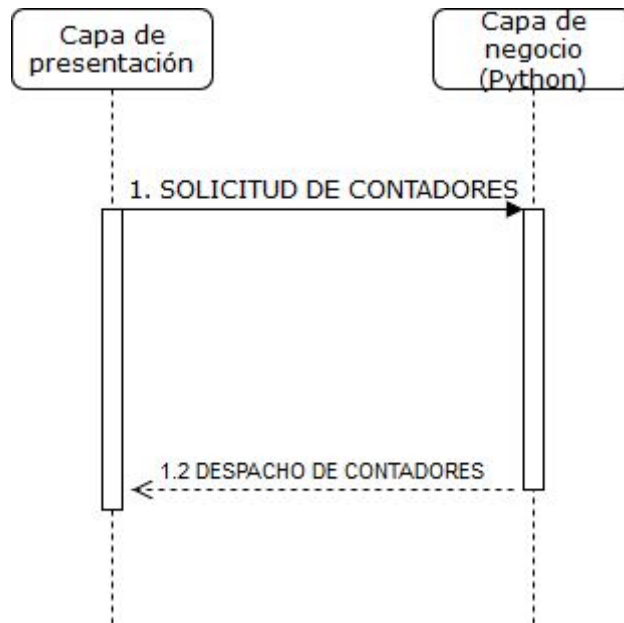 Capa de
presentación
Capa de
negocio
(Python)
1. SOLICITUD DE CONTADORES
1.2 DESPACHO DE CONTADORES